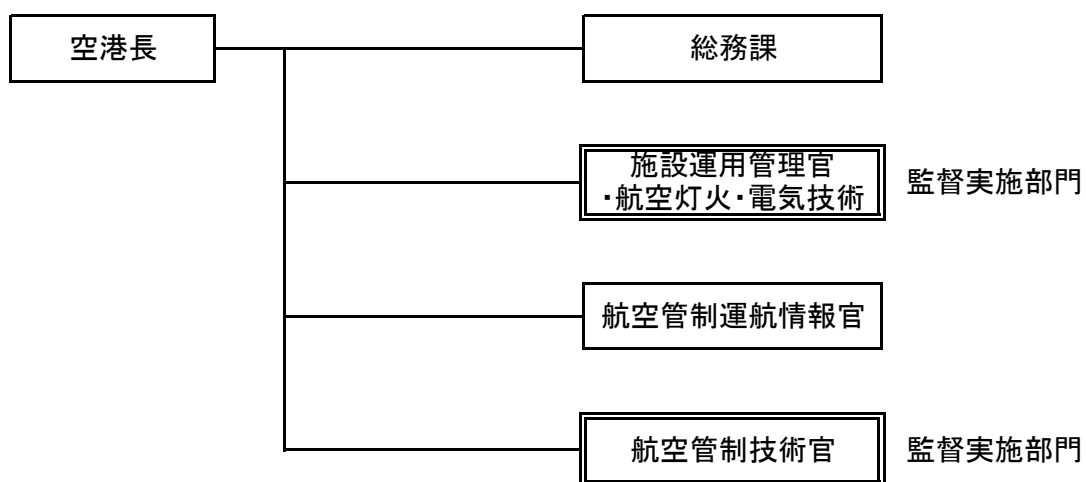 空港長
総務課
施設運用管理官
・航空灯火・電気技術
監督実施部門
航空管制運航情報官
航空管制技術官
監督実施部門